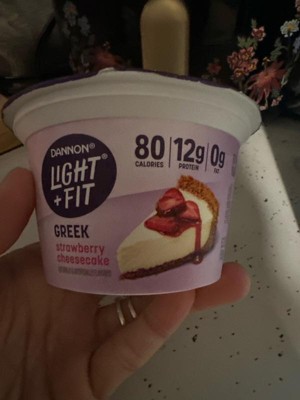 DANNON®
LiGHT®
+ FiT
GREEK
strawberry
cheesecake
80
CALORIES
12g
PROTEIN
0g
FAT